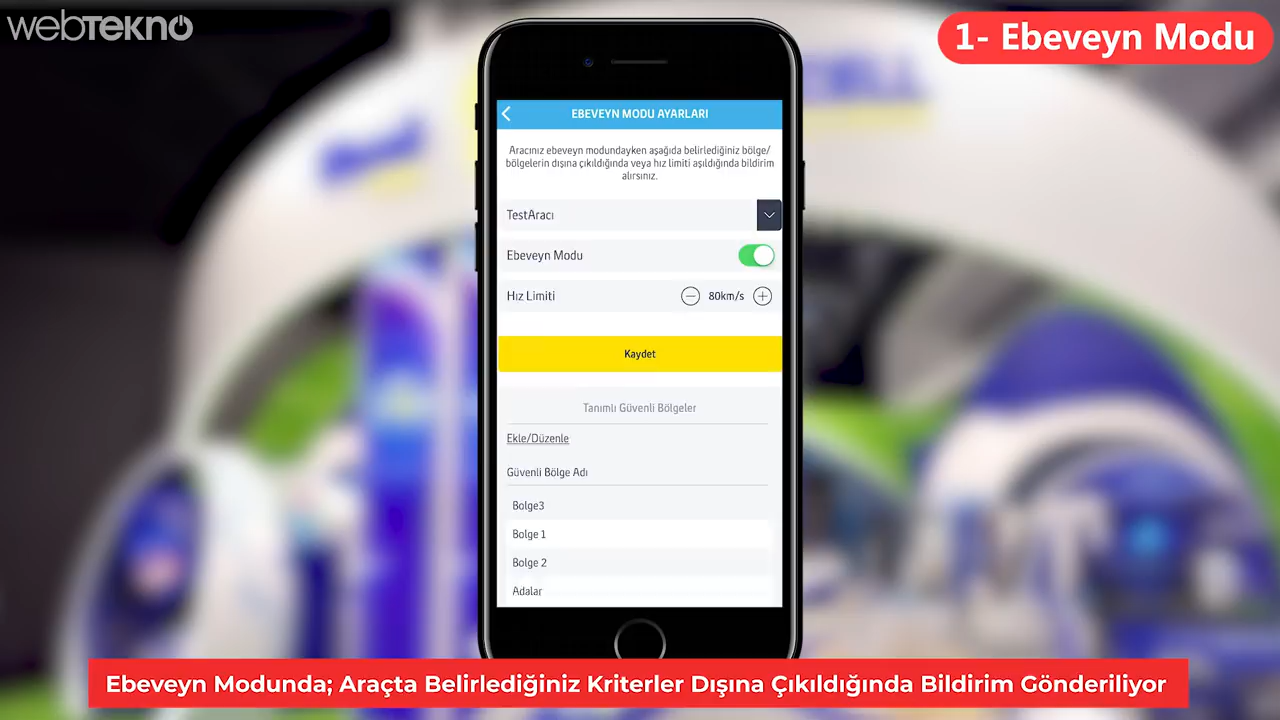 webTEKNO
1- Ebeveyn Modu
EBEVEYN MODU AYARLARI
Aracınız ebeveyn modundayken aşağıda belirlediğiniz bölge/
bölgelerin dışına çıkıldığında veya hız limiti aşıldığında bildirim
alırsınız.
TestAracı
Ebeveyn Modu
Hız Limiti
80km/s
Kaydet
Tanımlı Güvenli Bölgeler
Ekle/Düzenle
Güvenli Bölge Adı
Bolge3
Bolge 1
Bolge 2
Adalar
Ebeveyn Modunda; Araçta Belirlediğiniz Kriterler Dışına Çıkıldığında Bildirim Gönderiliyor